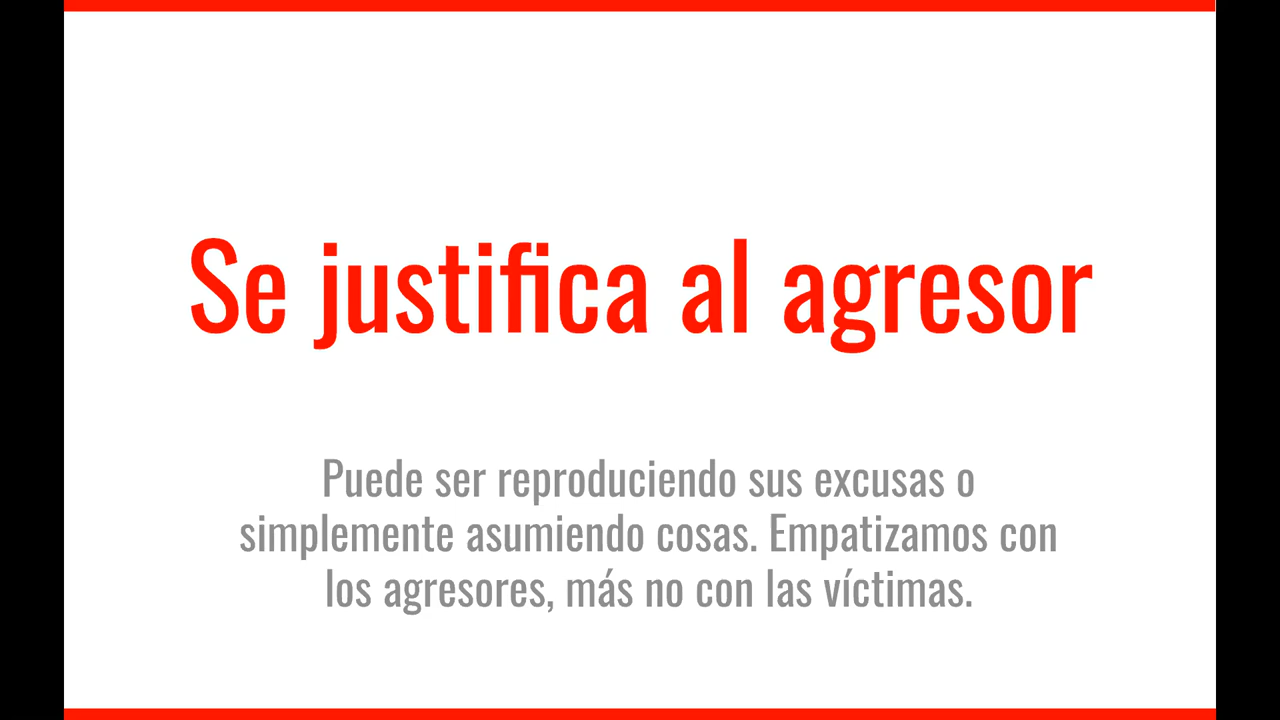 Se justifica al agresor
Puede ser reproduciendo sus excusas o
simplemente asumiendo cosas. Empatizamos con
los agresores, más no con las víctimas.